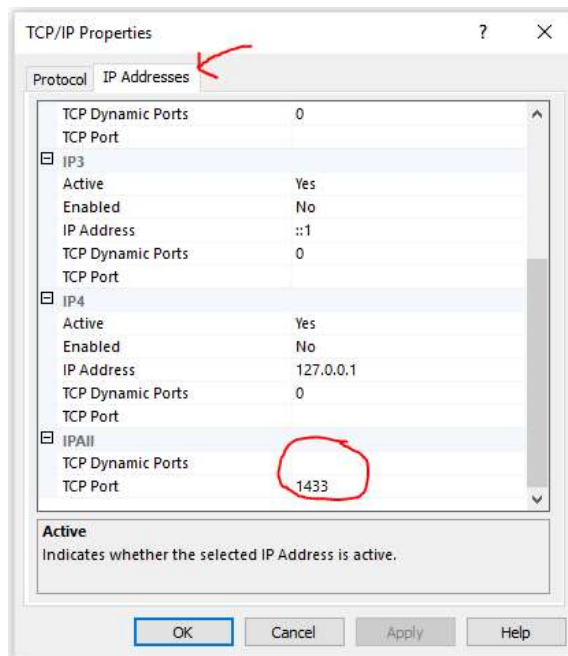 TCP/IP Properties ? X
Protocol IP Addresses
TCP Dynamic Ports 0
TCP Port
IP3
Active Yes
Enabled No
IP Address ::1
TCP Dynamic Ports 0
TCP Port
IP4
Active Yes
Enabled No
IP Address 127.0.0.1
TCP Dynamic Ports 0
TCP Port
IPAll
TCP Dynamic Ports
TCP Port 1433
Active
Indicates whether the selected IP Address is active.
OK Cancel Apply Help